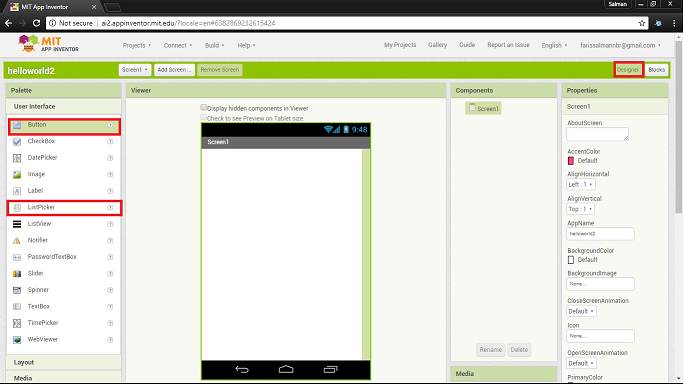 Salman
MIT App Inventor
Not secure | ai2.appinventor.mit.edu/?locale=en#6382869232615424
MIT
APP INVENTOR
Projects Connect Build Help
My Projects Gallery Guide Report an Issue English farissalmannbr@gmail.com
helloworld2
Screen1 Add Screen ... Remove Screen
Designer Blocks
Palette
User Interface
Button
CheckBox
DatePicker
Image
Label
ListPicker
ListView
Notifier
PasswordTextBox
Slider
Spinner
TextBox
TimePicker
WebViewer
Layout
Media
Viewer
Display hidden components in Viewer
Check to see Preview on Tablet size.
9:48
Screen1
Components
Screen1
Rename Delete
Media
Properties
Screen1
AboutScreen
AccentColor
Default
AlignHorizontal
Left : 1
AlignVertical
Top : 1
AppName
helloworld2
BackgroundColor
Default
BackgroundImage
None...
CloseScreenAnimation
Default
Icon
None...
OpenScreenAnimation
Default
PrimaryColor